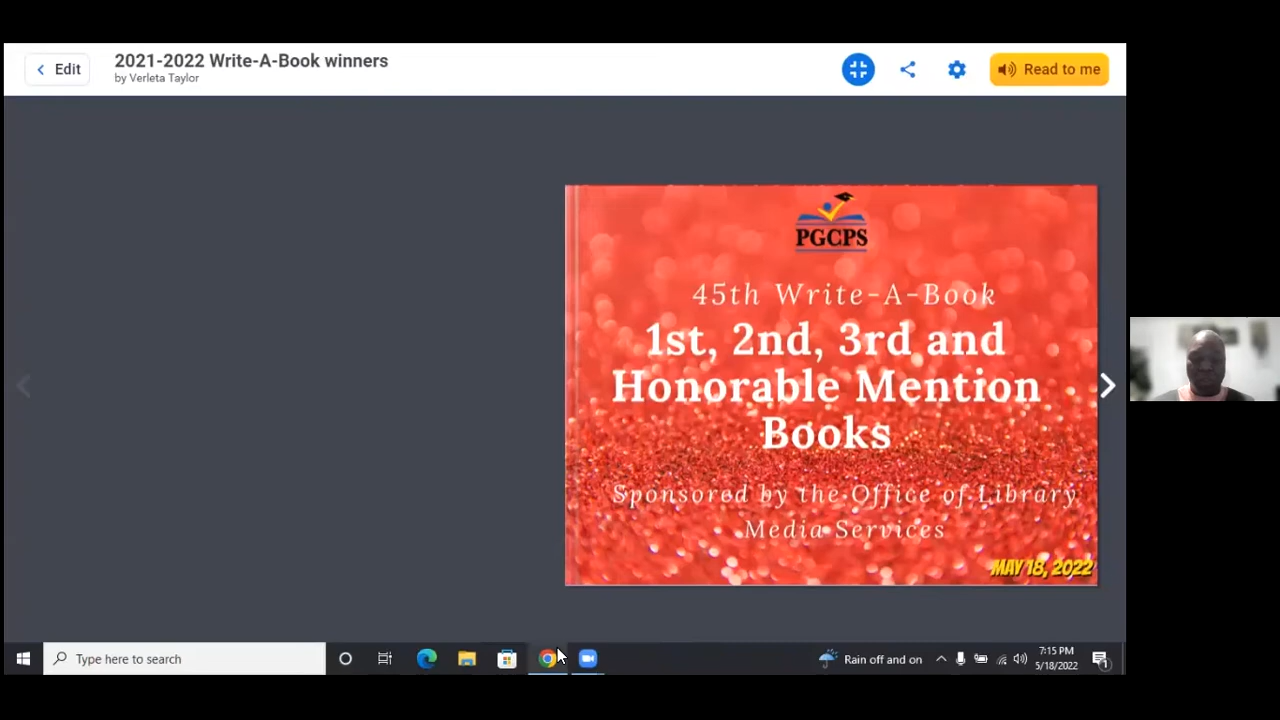 Edit
2021-2022 Write-A-Book winners
by Verleta Taylor
Read to me
PGCPS
45th Write-A-Book
1st, 2nd, 3rd and
Honorable Mention
Books
Sponsored by the Office of Library
Media Services
MAY 18, 2022
Type here to search
Rain off and on
7:15 PM
5/18/2022
1